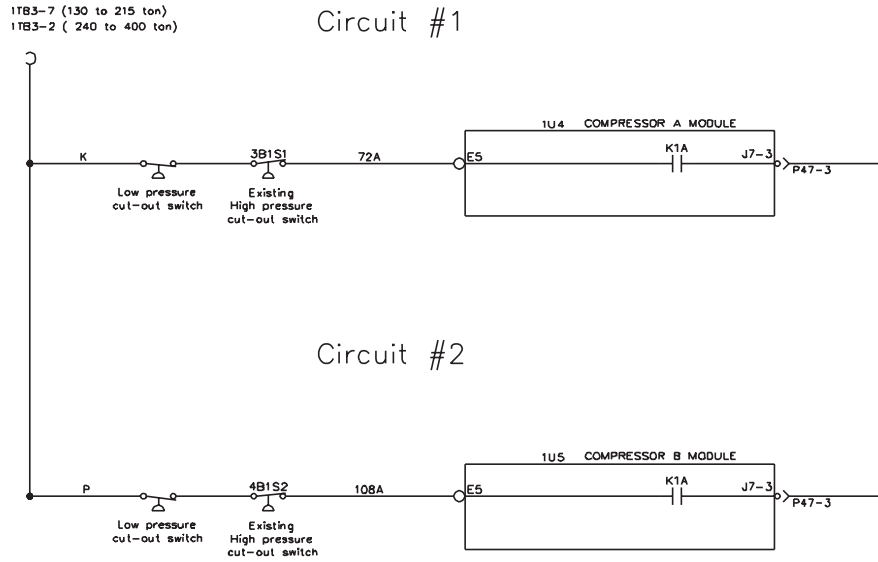 1TB3-7 (130 to 215 ton)
1TB3-2 ( 240 to 400 ton)
Circuit #1
1U4 COMPRESSOR A MODULE
K 3B1S1 72A E5 K1A J7-3 P47-3
Low pressure
cut-out switch
Existing
High pressure
cut-out switch
Circuit #2
1U5 COMPRESSOR B MODULE
P 4B1S2 108A E5 K1A J7-3 P47-3
Low pressure
cut-out switch
Existing
High pressure
cut-out switch